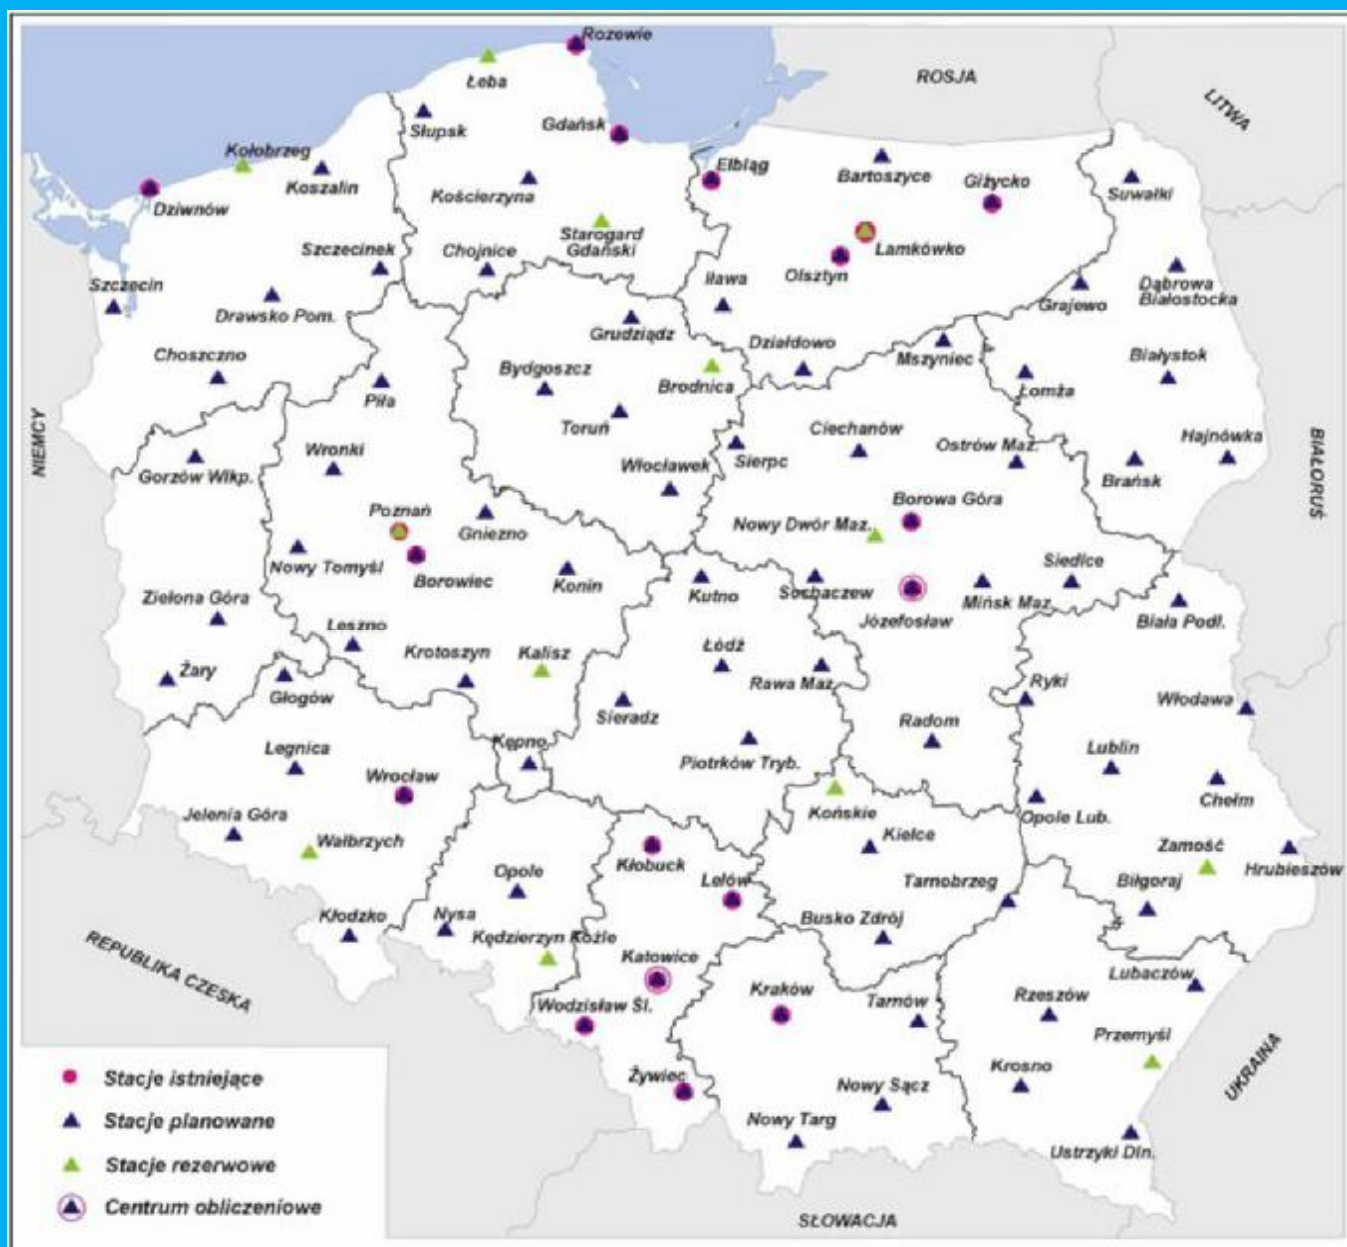 Rozewie
ROSJA
LITWA
Łeba
Słupsk
Gdańsk
Kołobrzeg
Koszalin
Elbląg
Bartoszyce
Giżycko
Suwałki
Dziwnów
Kościerzyna
Starogard
Gdański
Lamkówko
Szczecinek
Chojnice
Olsztyn
Szczecin
Iława
Grajewo
Dąbrowa
Białostocka
Drawsko Pom.
Grudziądz
Działdowo
Mszyniec
Choszczno
Bydgoszcz
Brodnica
Białystok
Piła
Łomża
NIEMCY
Toruń
Ciechanów
Ostrów Maz.
Hajnówka
Wronki
Sierpc
Gorzów Wlkp.
Włocławek
Brańsk
BIAŁORUŚ
Borowa Góra
Poznań
Gniezno
Nowy Dwór Maz.
Nowy Tomyśl
Borowiec
Konin
Siedlce
Kutno
Sochaczew
Mińsk Maz.
Zielona Góra
Józefosław
Biała Podl.
Leszno
Krotoszyn
Kalisz
Łódź
Żary
Głogów
Rawa Maz.
Ryki
Włodawa
Sieradz
Radom
Kępno
Legnica
Piotrków Tryb.
Lublin
Wrocław
Chełm
Jelenia Góra
Końskie
Opole Lub.
Wałbrzych
Kielce
Zamość
Kłobuck
Hrubieszów
Opole
Lelów
Tarnobrzeg
Biłgoraj
Kłodzko
Nysa
Busko Zdrój
Kędzierzyn Koźle
REPUBLIKA CZESKA
Katowice
Lubaczów
Kraków
Tarnów
Rzeszów
Wodzisław Śl.
Przemyśl
Żywiec
Krosno
UKRAINA
Nowy Sącz
Nowy Targ
Ustrzyki Dln.
SŁOWACJA
Stacje istniejące
Stacje planowane
Stacje rezerwowe
Centrum obliczeniowe